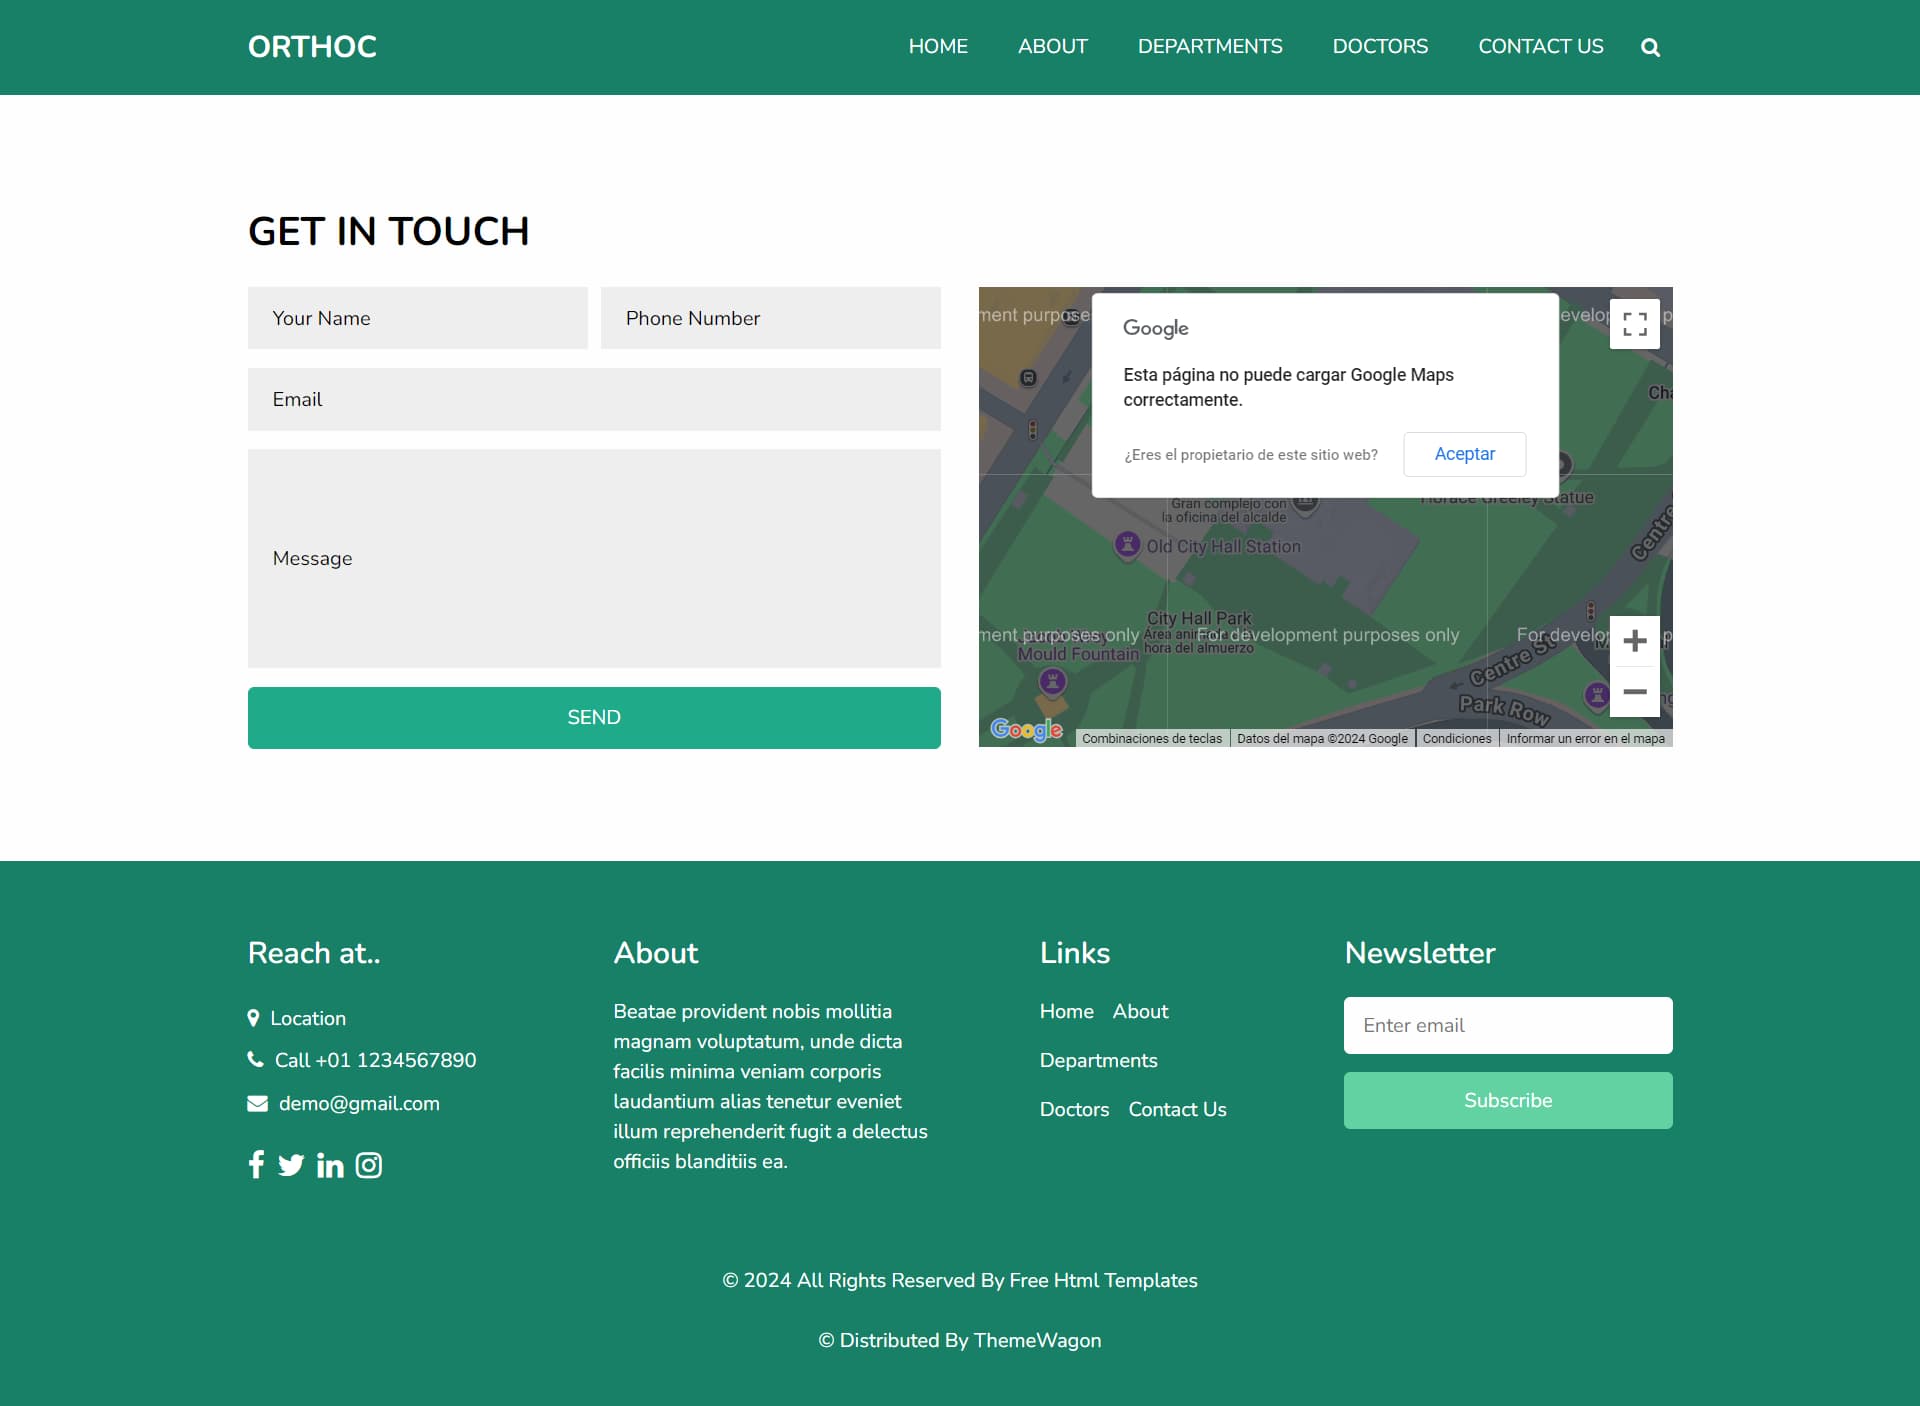 ORTHOC
HOME
ABOUT
DEPARTMENTS
DOCTORS
CONTACT US
GET IN TOUCH
Your Name
Phone Number
Email
Message
SEND
ment purpose
develop
p
Google
Esta página no puede cargar Google Maps
correctamente.
¿Eres el propietario de este sitio web?
Aceptar
Cha
Gran complejo con
la oficina del alcalde
Horace Greeley Statue
Old City Hall Station
Centre
City Hall Park
Área animada a la
hora del almuerzo
ment purposes only
For development purposes only
For develop
p
Mould Fountain
Centre St
Park Row
Google
Combinaciones de teclas
Datos del mapa ©2024 Google
Condiciones
Informar un error en el mapa
Reach at..
Location
Call +01 1234567890
demo@gmail.com
About
Beatae provident nobis mollitia
magnam voluptatum, unde dicta
facilis minima veniam corporis
laudantium alias tenetur eveniet
illum reprehenderit fugit a delectus
officiis blanditiis ea.
Links
Home About
Departments
Doctors Contact Us
Newsletter
Enter email
Subscribe
© 2024 All Rights Reserved By Free Html Templates
© Distributed By ThemeWagon